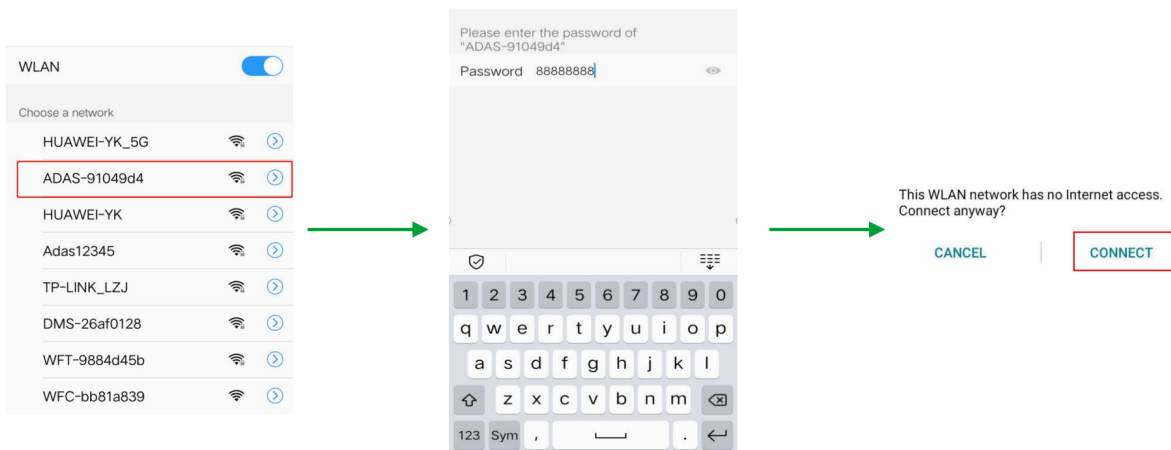 WLAN
Choose a network
HUAWEI-YK_5G
ADAS-91049d4
HUAWEI-YK
Adas12345
TP-LINK_LZJ
DMS-26af0128
WFT-9884d45b
WFC-bb81a839
Please enter the password of
"ADAS-91049d4"
Password 88888888
1 2 3 4 5 6 7 8 9 0
q w e r t y u i o p
a s d f g h j k l
z x c v b n m
123 Sym , .
This WLAN network has no Internet access.
Connect anyway?
CANCEL CONNECT